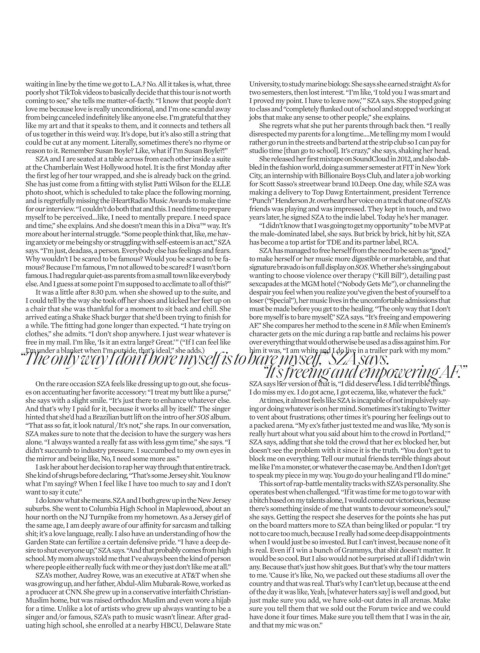 waiting in line by the time we got to L.A.? No. All it takes is, what, three
poorly shot TikTok videos to basically decide that this tour is not worth
coming to see," she tells me matter-of-factly. "I know that people don't
love me because love is really unconditional, and I'm one scandal away
from being canceled indefinitely like anyone else. I'm grateful that they
like my art and that it speaks to them, and it connects and tethers all
of us together in this weird way. It's dope, but it's also still a string that
could be cut at any moment. Literally, sometimes there's no rhyme or
reason to it. Remember Susan Boyle? Like, what if I'm Susan Boyle?!"
SZA and I are seated at a table across from each other inside a suite
at the Chamberlain West Hollywood hotel. It is the first Monday after
the first leg of her tour wrapped, and she is already back on the grind.
She has just come from a fitting with stylist Patti Wilson for the ELLE
photo shoot, which is scheduled to take place the following morning,
and is regretfully missing the iHeartRadio Music Awards to make time
for our interview. "I couldn't do both that and this. I need time to prepare
myself to be perceived...like, I need to mentally prepare. I need space
and time," she explains. And she doesn't mean this in a Diva™ way. It's
more about her internal struggle. "Some people think that, like, me hav-
ing anxiety or me being shy or struggling with self-esteem is an act," SZA
says. "I'm just, deadass, a person. Everybody else has feelings and fears.
Why wouldn't I be scared to be famous? Would you be scared to be fa-
mous? Because I'm famous, I'm not allowed to be scared? I wasn't born
famous. I had regular quiet-ass parents from a small town like everybody
else. And I guess at some point I'm supposed to acclimate to all of this?"
It was a little after 8:30 p.m. when she showed up to the suite, and
I could tell by the way she took off her shoes and kicked her feet up on
a chair that she was thankful for a moment to sit back and chill. She
arrived eating a Shake Shack burger that she'd been trying to finish for
a while. The fitting had gone longer than expected. "I hate trying on
clothes," she admits. "I don't shop anywhere. I just wear whatever is
free in my mail. I'm like, 'Is it an extra large? Great.'" ("If I can feel like
I'm under a blanket when I'm outside, that's ideal," she adds.)
"The only way I don't bore myself is to bare myself," SZA says.
"It's freeing and empowering AF."
On the rare occasion SZA feels like dressing up to go out, she focus-
es on accentuating her favorite accessory: "I treat my butt like a purse,"
she says with a slight smile. "It's just there to enhance whatever else.
And that's why I paid for it, because it works all by itself." The singer
hinted that she'd had a Brazilian butt lift on the intro of her SOS album.
"That ass so fat, it look natural / It's not," she raps. In our conversation,
SZA makes sure to note that the decision to have the surgery was hers
alone. "I always wanted a really fat ass with less gym time," she says. "I
didn't succumb to industry pressure. I succumbed to my own eyes in
the mirror and being like, No, I need some more ass."
I ask her about her decision to rap her way through that entire track.
She kind of shrugs before declaring, "That's some Jersey shit. You know
what I'm saying? When I feel like I have too much to say and I don't
want to say it cute."
I do know what she means. SZA and I both grew up in the New Jersey
suburbs. She went to Columbia High School in Maplewood, about an
hour north on the NJ Turnpike from my hometown. As a Jersey girl of
the same age, I am deeply aware of our affinity for sarcasm and talking
shit; it's a love language, really. I also have an understanding of how the
Garden State can fertilize a certain defensive pride. "I have a deep de-
sire to shut everyone up," SZA says. "And that probably comes from high
school. My mom always told me that I've always been the kind of person
where people either really fuck with me or they just don't like me at all."
SZA's mother, Audrey Rowe, was an executive at AT&T when she
was growing up, and her father, Abdul-Alim Mubarak-Rowe, worked as
a producer at CNN. She grew up in a conservative interfaith Christian-
Muslim home, but was raised orthodox Muslim and even wore a hijab
for a time. Unlike a lot of artists who grew up always wanting to be a
singer and/or famous, SZA's path to music wasn't linear. After grad-
uating high school, she enrolled at a nearby HBCU, Delaware State
University, to study marine biology. She says she earned straight A's for
two semesters, then lost interest. "I'm like, 'I told you I was smart and
I proved my point. I have to leave now,'" SZA says. She stopped going
to class and "completely flunked out of school and stopped working at
jobs that make any sense to other people," she explains.
She regrets what she put her parents through back then. "I really
disrespected my parents for a long time....Me telling my mom I would
rather go run in the streets and bartend at the strip club so I can pay for
studio time [than go to school]. It's crazy," she says, shaking her head.
She released her first mixtape on SoundCloud in 2012, and also dab-
bled in the fashion world, doing a summer semester at FIT in New York
City, an internship with Billionaire Boys Club, and later a job working
for Scott Sasso's streetwear brand 10.Deep. One day, while SZA was
making a delivery to Top Dawg Entertainment, president Terrence
"Punch" Henderson Jr. overheard her voice on a track that one of SZA's
friends was playing and was impressed. They kept in touch, and two
years later, he signed SZA to the indie label. Today he's her manager.
"I didn't know that I was going to get my opportunity" to be MVP at
the male-dominated label, she says. But brick by brick, hit by hit, SZA
has become a top artist for TDE and its partner label, RCA.
SZA has managed to free herself from the need to be seen as "good,"
to make herself or her music more digestible or marketable, and that
signature bravado is on full display on SOS. Whether she's singing about
wanting to choose violence over therapy ("Kill Bill"), detailing past
sexcapades at the MGM hotel ("Nobody Gets Me"), or channeling the
despair you feel when you realize you've given the best of yourself to a
loser ("Special"), her music lives in the uncomfortable admissions that
must be made before you get to the healing. "The only way that I don't
bore myself is to bare myself," SZA says. "It's freeing and empowering
AF." She compares her method to the scene in 8 Mile when Eminem's
character gets on the mic during a rap battle and reclaims his power
over everything that would otherwise be used as a diss against him. For
him it was, "I am white and I do live in a trailer park with my mom."
SZA says her version of that is, "I did deserve less. I did terrible things.
I do miss my ex. I do got acne, I got eczema, like, whatever the fuck."
At times, it almost feels like SZA is incapable of not impulsively say-
ing or doing whatever is on her mind. Sometimes it's taking to Twitter
to vent about frustrations; other times it's pouring her feelings out to
a packed arena. "My ex's father just texted me and was like, 'My son is
really hurt about what you said about him to the crowd in Portland,'"
SZA says, adding that she told the crowd that her ex blocked her, but
doesn't see the problem with it since it is the truth. "You don't get to
block me on everything. Tell our mutual friends terrible things about
me like I'm a monster, or whatever the case may be. And then I don't get
to speak my piece in my way. You go do your healing and I'll do mine."
This sort of rap-battle mentality tracks with SZA's personality. She
operates best when challenged. "If it was time for me to go to war with
a bitch based on my talents alone, I would come out victorious, because
there's something inside of me that wants to devour someone's soul,"
she says. Getting the respect she deserves for the points she has put
on the board matters more to SZA than being liked or popular. "I try
not to care too much, because I really had some deep disappointments
when I would just be so invested. But I can't invest, because none of it
is real. Even if I win a bunch of Grammys, that shit doesn't matter. It
would be so cool. But I also would not be surprised at all if I didn't win
any. Because that's just how shit goes. But that's why the tour matters
to me. 'Cause it's like, No, we packed out these stadiums all over the
country and that was real. That's why I can't let up, because at the end
of the day it was like, Yeah, [whatever haters say] is well and good, but
just make sure you add, we have sold-out dates in all arenas. Make
sure you tell them that we sold out the Forum twice and we could
have done it four times. Make sure you tell them that I was in the air,
and that my mic was on."